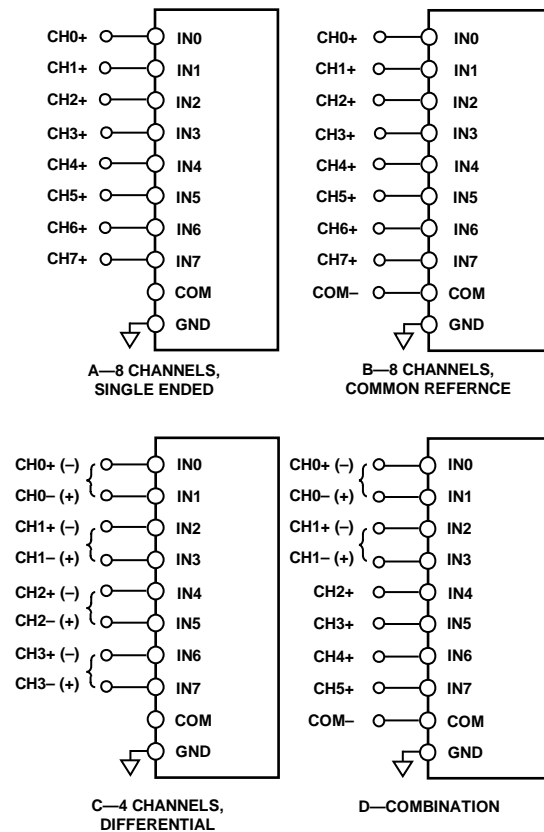 CH0+ IN0
CH1+ IN1
CH2+ IN2
CH3+ IN3
CH4+ IN4
CH5+ IN5
CH6+ IN6
CH7+ IN7
COM
GND
A—8 CHANNELS,
SINGLE ENDED
CH0+ IN0
CH1+ IN1
CH2+ IN2
CH3+ IN3
CH4+ IN4
CH5+ IN5
CH6+ IN6
CH7+ IN7
COM– COM
GND
B—8 CHANNELS,
COMMON REFERNCE
CH0+ (–) IN0
CH0– (+) IN1
CH1+ (–) IN2
CH1– (+) IN3
CH2+ (–) IN4
CH2– (+) IN5
CH3+ (–) IN6
CH3– (+) IN7
COM
GND
C—4 CHANNELS,
DIFFERENTIAL
CH0+ (–) IN0
CH0– (+) IN1
CH1+ (–) IN2
CH1– (+) IN3
CH2+ IN4
CH3+ IN5
CH4+ IN6
CH5+ IN7
COM– COM
GND
D—COMBINATION